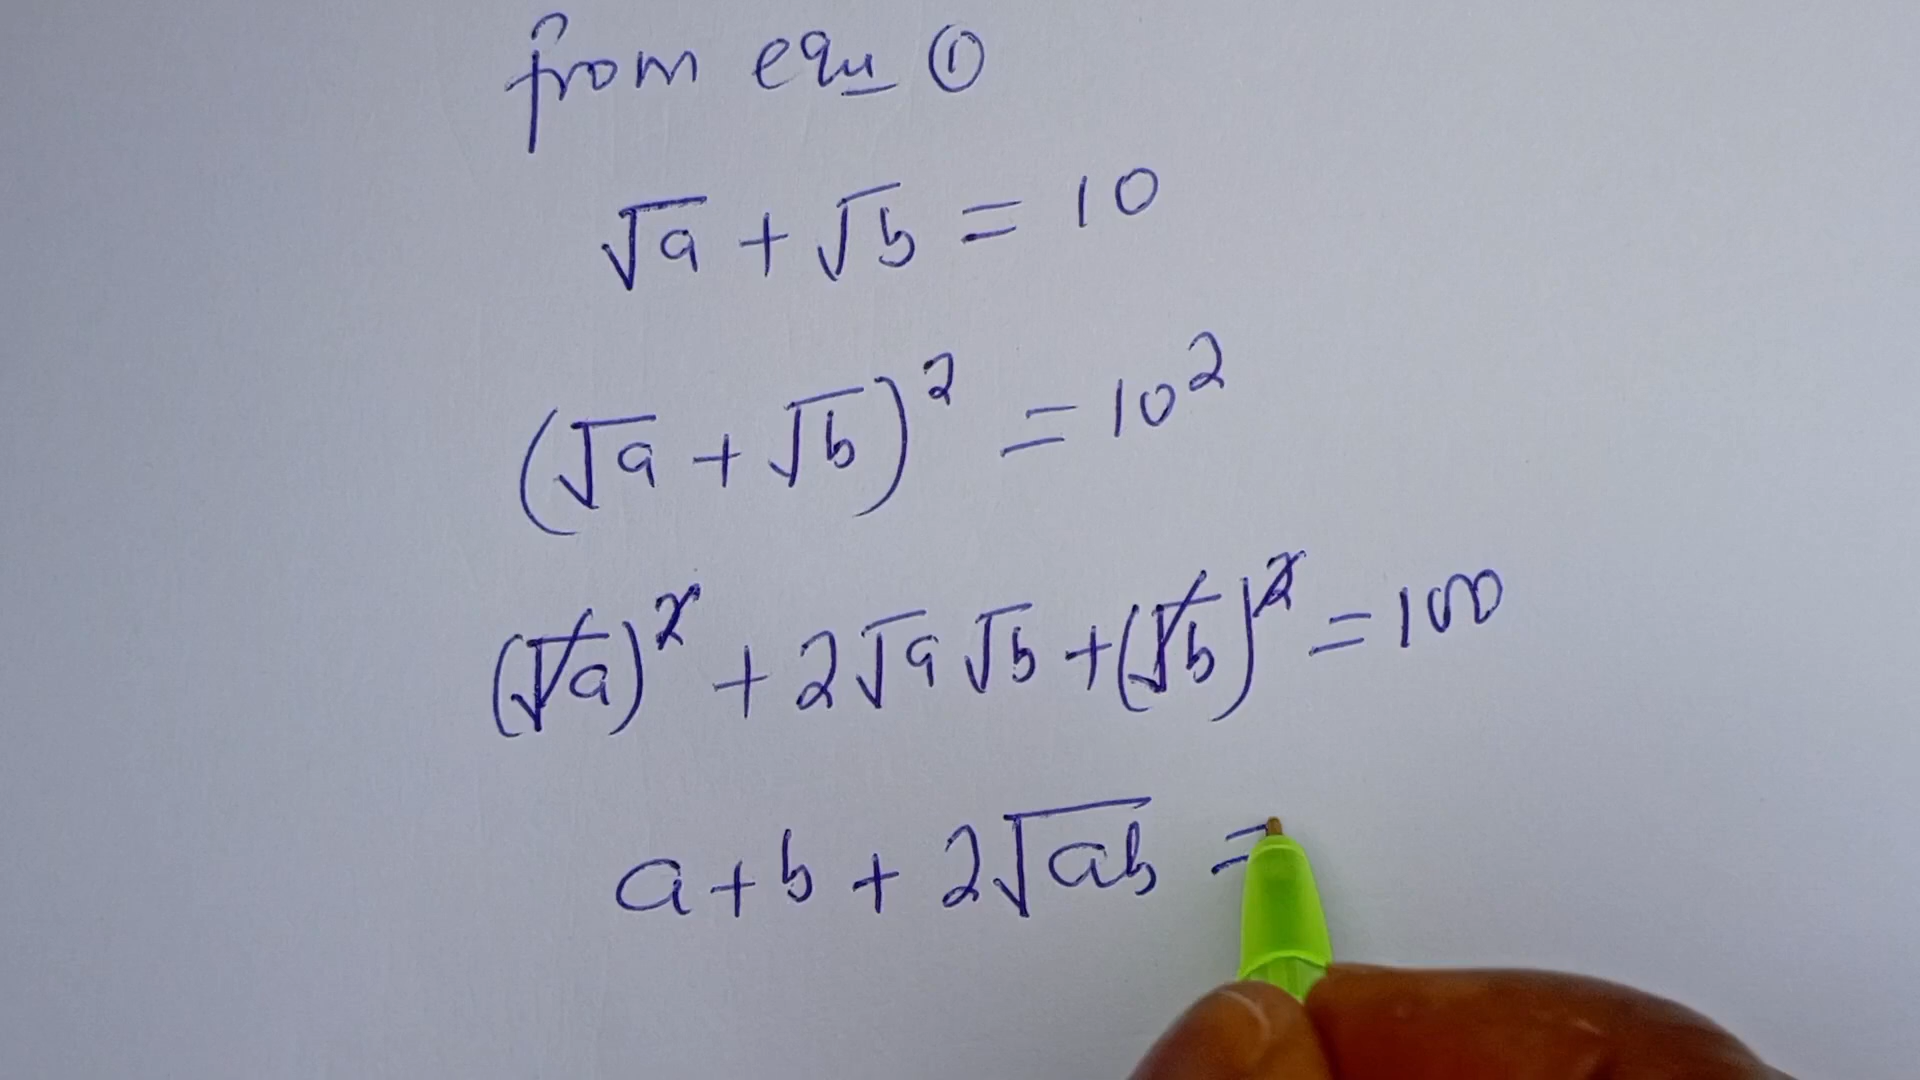 from equ ①
√a + √b = 10
(√a + √b)² = 10²
(√a)² + 2√a√b + (√b)² = 100
a + b + 2√ab =